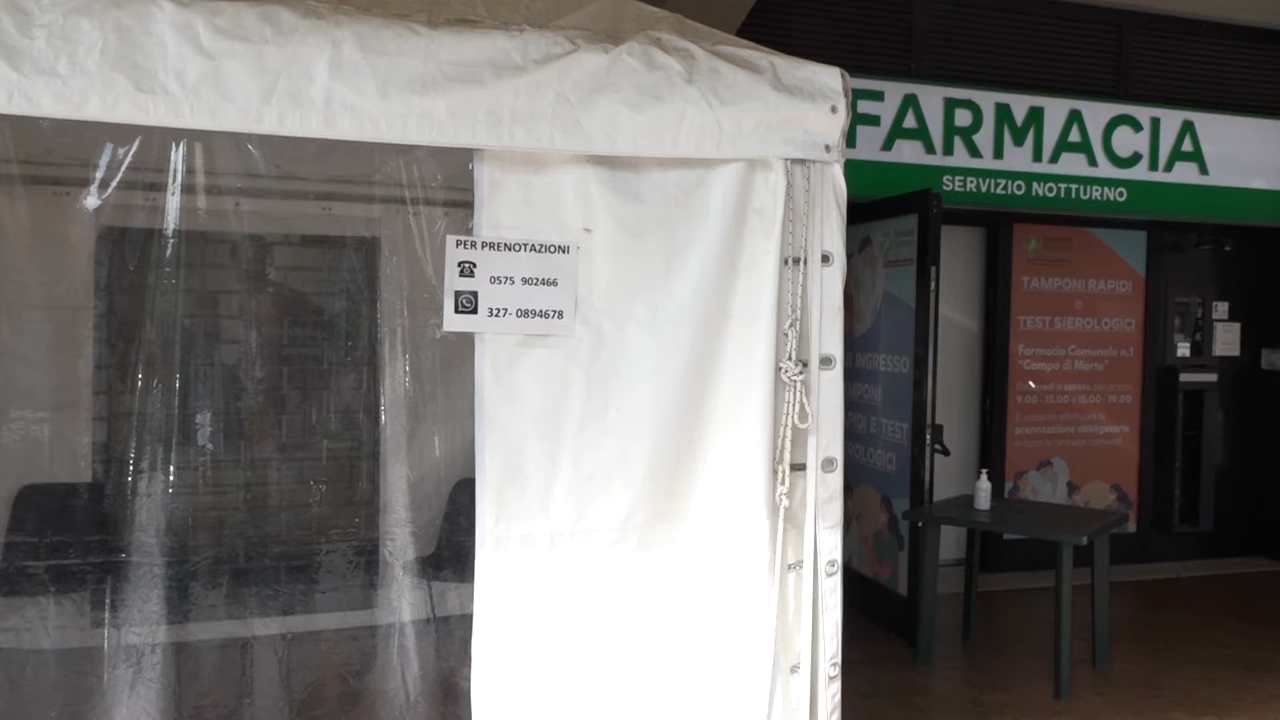 PER PRENOTAZIONI
0575 902466
327- 0894678
FARMACIA
SERVIZIO NOTTURNO
INGRESSO
TAMPONI
RAPIDI E TEST
SIEROLOGICI
TAMPONI RAPIDI
e
TEST SIEROLOGICI
Farmacia Comunale n.1
"Campo di Marte"
9.00 - 13.00 e 15.00 - 19.00
prenotazione obbligatoria